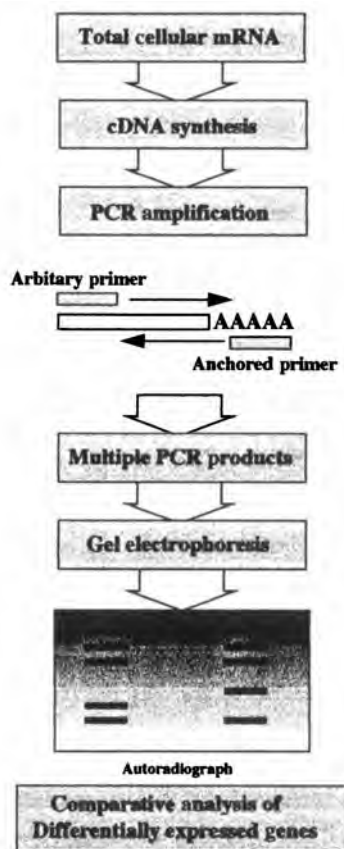 Total cellular mRNA
cDNA synthesis
PCR amplification
Arbitary primer
AAAAA
Anchored primer
Multiple PCR products
Gel electrophoresis
Autoradiograph
Comparative analysis of
Differentially expressed genes